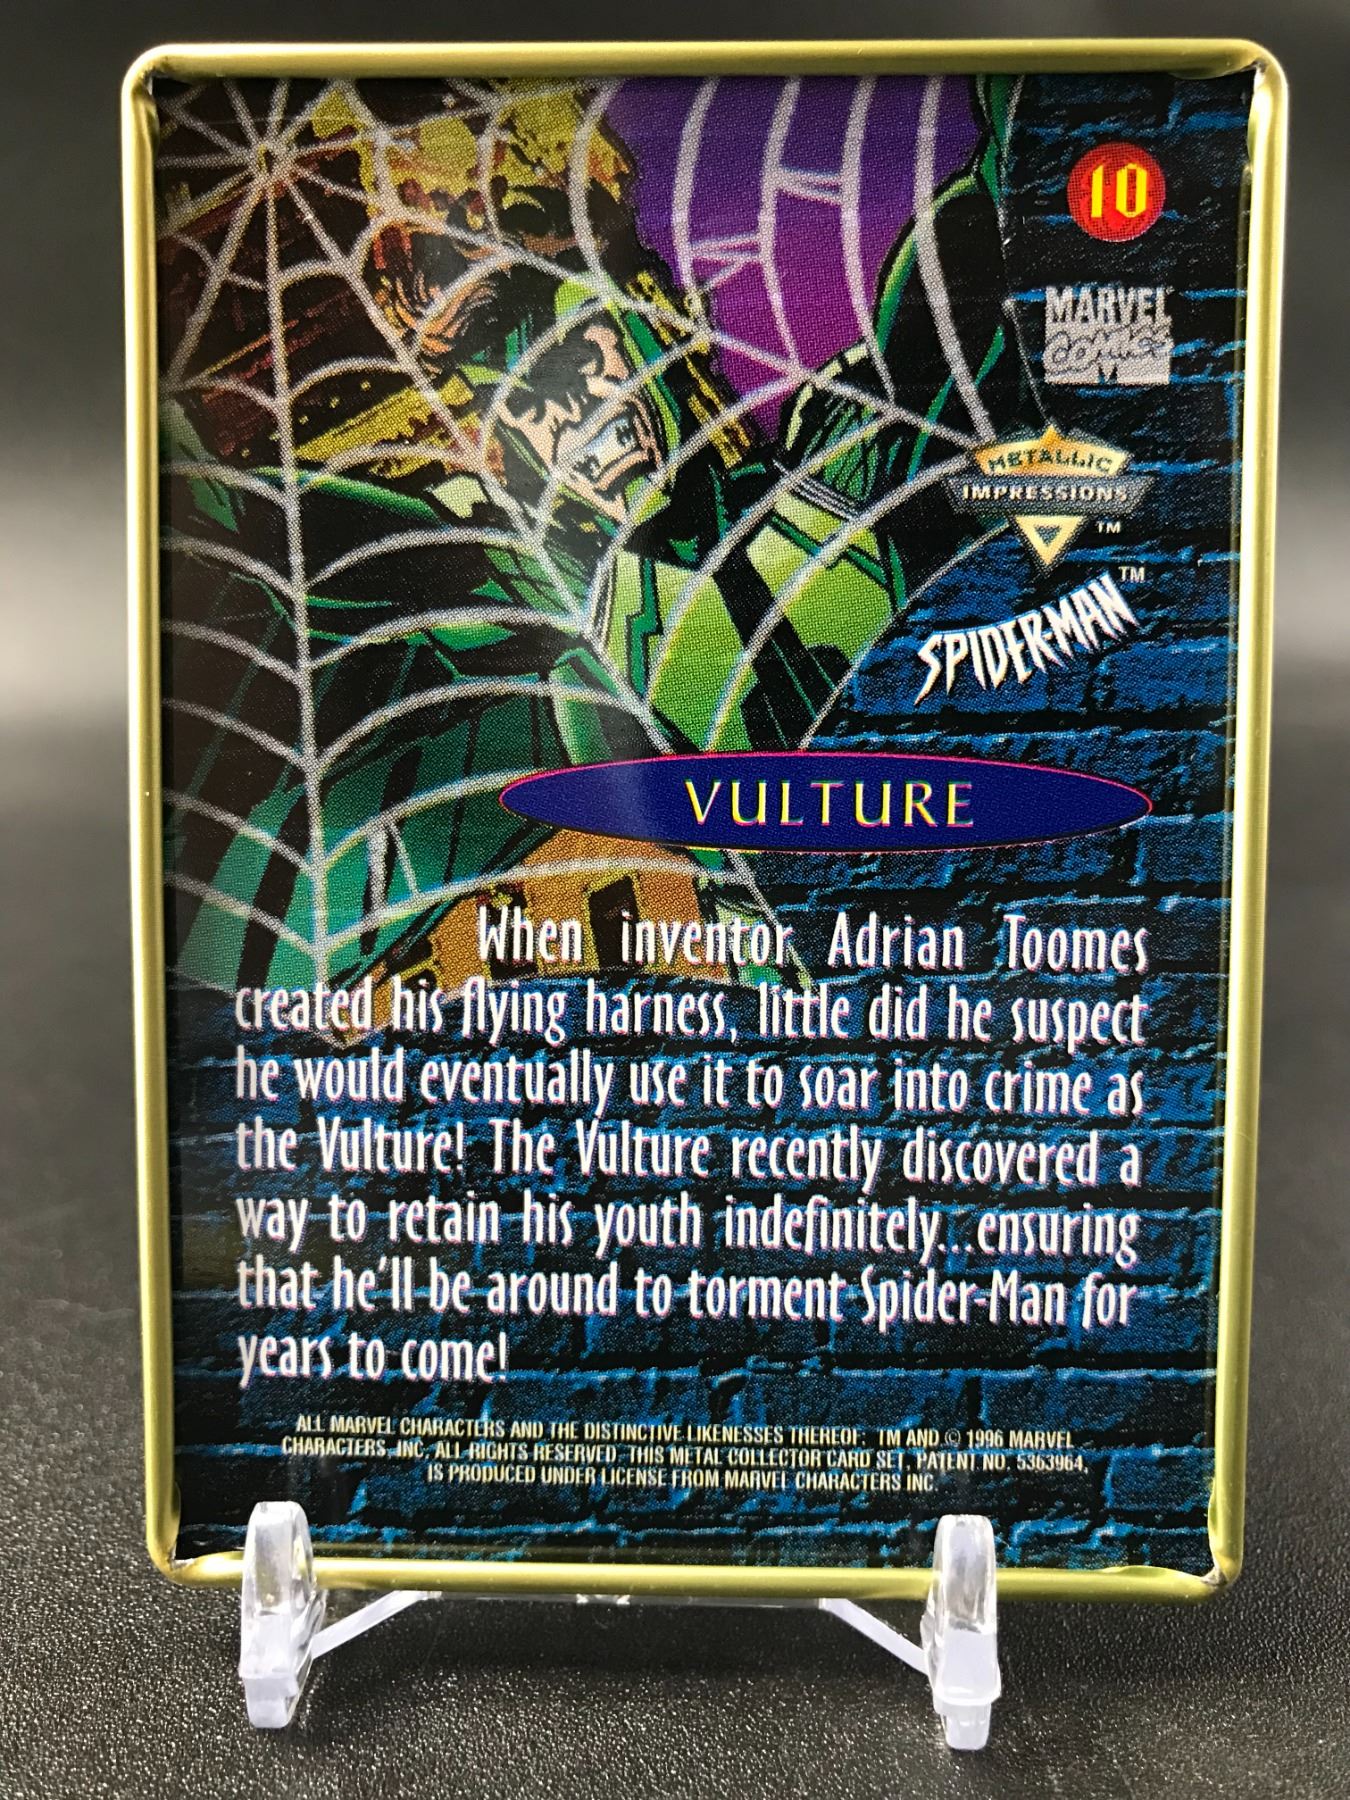 10
MARVEL
COMICS
METALLIC
IMPRESSIONS
TM
SPIDER-MAN TM
VULTURE
When inventor Adrian Toomes
created his flying harness, little did he suspect
he would eventually use it to soar into crime as
the Vulture! The Vulture recently discovered a
way to retain his youth indefinitely...ensuring
that he'll be around to torment Spider-Man for
years to come!
ALL MARVEL CHARACTERS AND THE DISTINCTIVE LIKENESSES THEREOF: TM AND © 1996 MARVEL
CHARACTERS, INC, ALL RIGHTS RESERVED. THIS METAL COLLECTOR CARD SET, PATENT NO. 5363964,
IS PRODUCED UNDER LICENSE FROM MARVEL CHARACTERS INC.